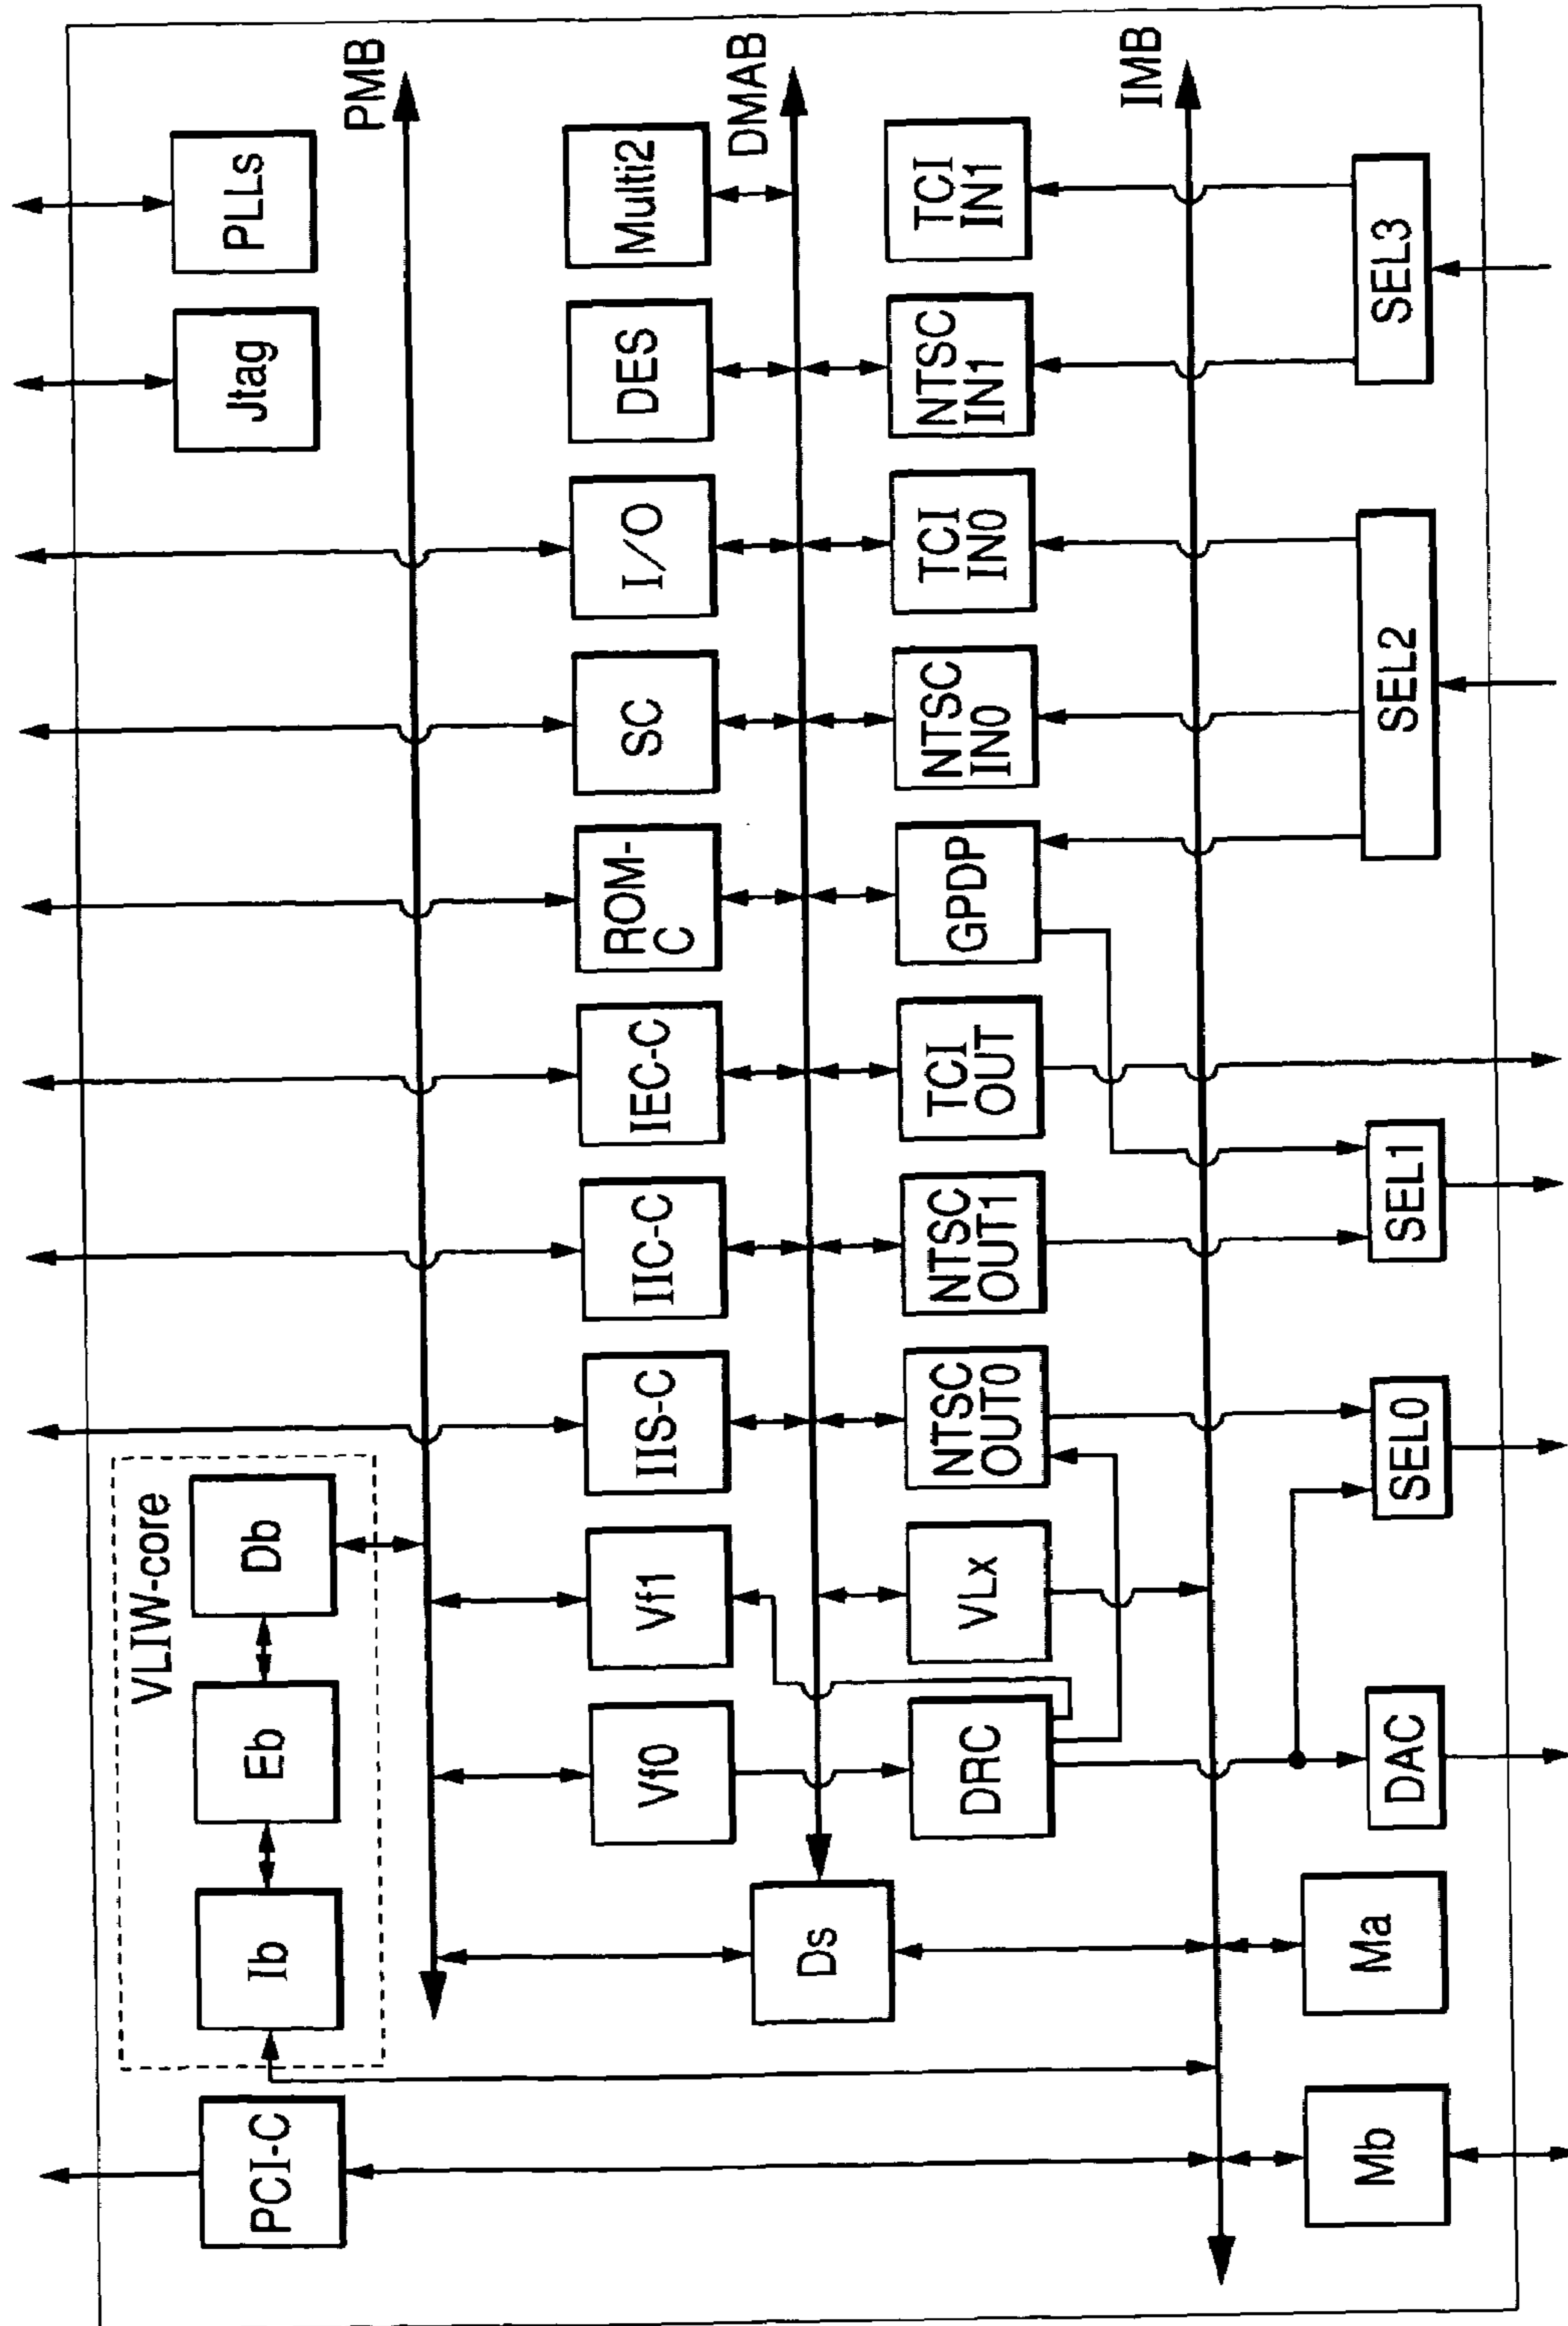 PCI-C
VLIW-core
Ib
Eb
Db
Jtag
PLLs
PMB
Vf0
Vf1
IIS-C
IIC-C
IEC-C
ROM-
C
SC
I/O
DES
Multi2
Ds
DMAB
DRC
VLx
NTSC
OUT0
NTSC
OUT1
TCI
OUT
GPDP
NTSC
IN0
TCI
IN0
NTSC
IN1
TCI
IN1
IMB
Mb
Ma
DAC
SEL0
SEL1
SEL2
SEL3